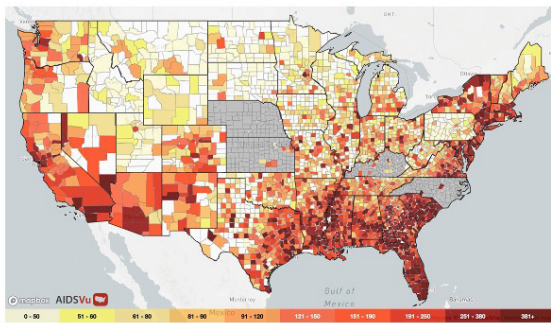 ONT.
Ottawa
Monterrey
Gulf of
Mexico
Bahamas
mapbox AIDSVu
Mexico
0 - 50 51 - 60 61 - 80 81 - 90 91 - 120 121 - 150 151 - 190 191 - 250 251 - 380 381+